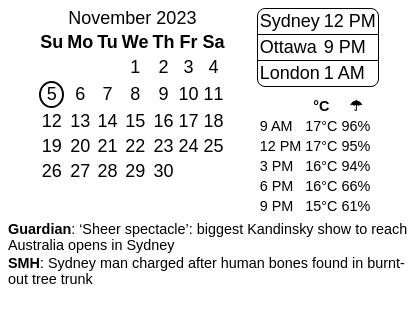 November 2023
Su Mo Tu We Th Fr Sa
1 2 3 4
5 6 7 8 9 10 11
12 13 14 15 16 17 18
19 20 21 22 23 24 25
26 27 28 29 30
Sydney 12 PM
Ottawa 9 PM
London 1 AM
°C ☂
9 AM 17°C 96%
12 PM 17°C 95%
3 PM 16°C 94%
6 PM 16°C 66%
9 PM 15°C 61%
Guardian: ‘Sheer spectacle’: biggest Kandinsky show to reach
Australia opens in Sydney
SMH: Sydney man charged after human bones found in burnt-
out tree trunk